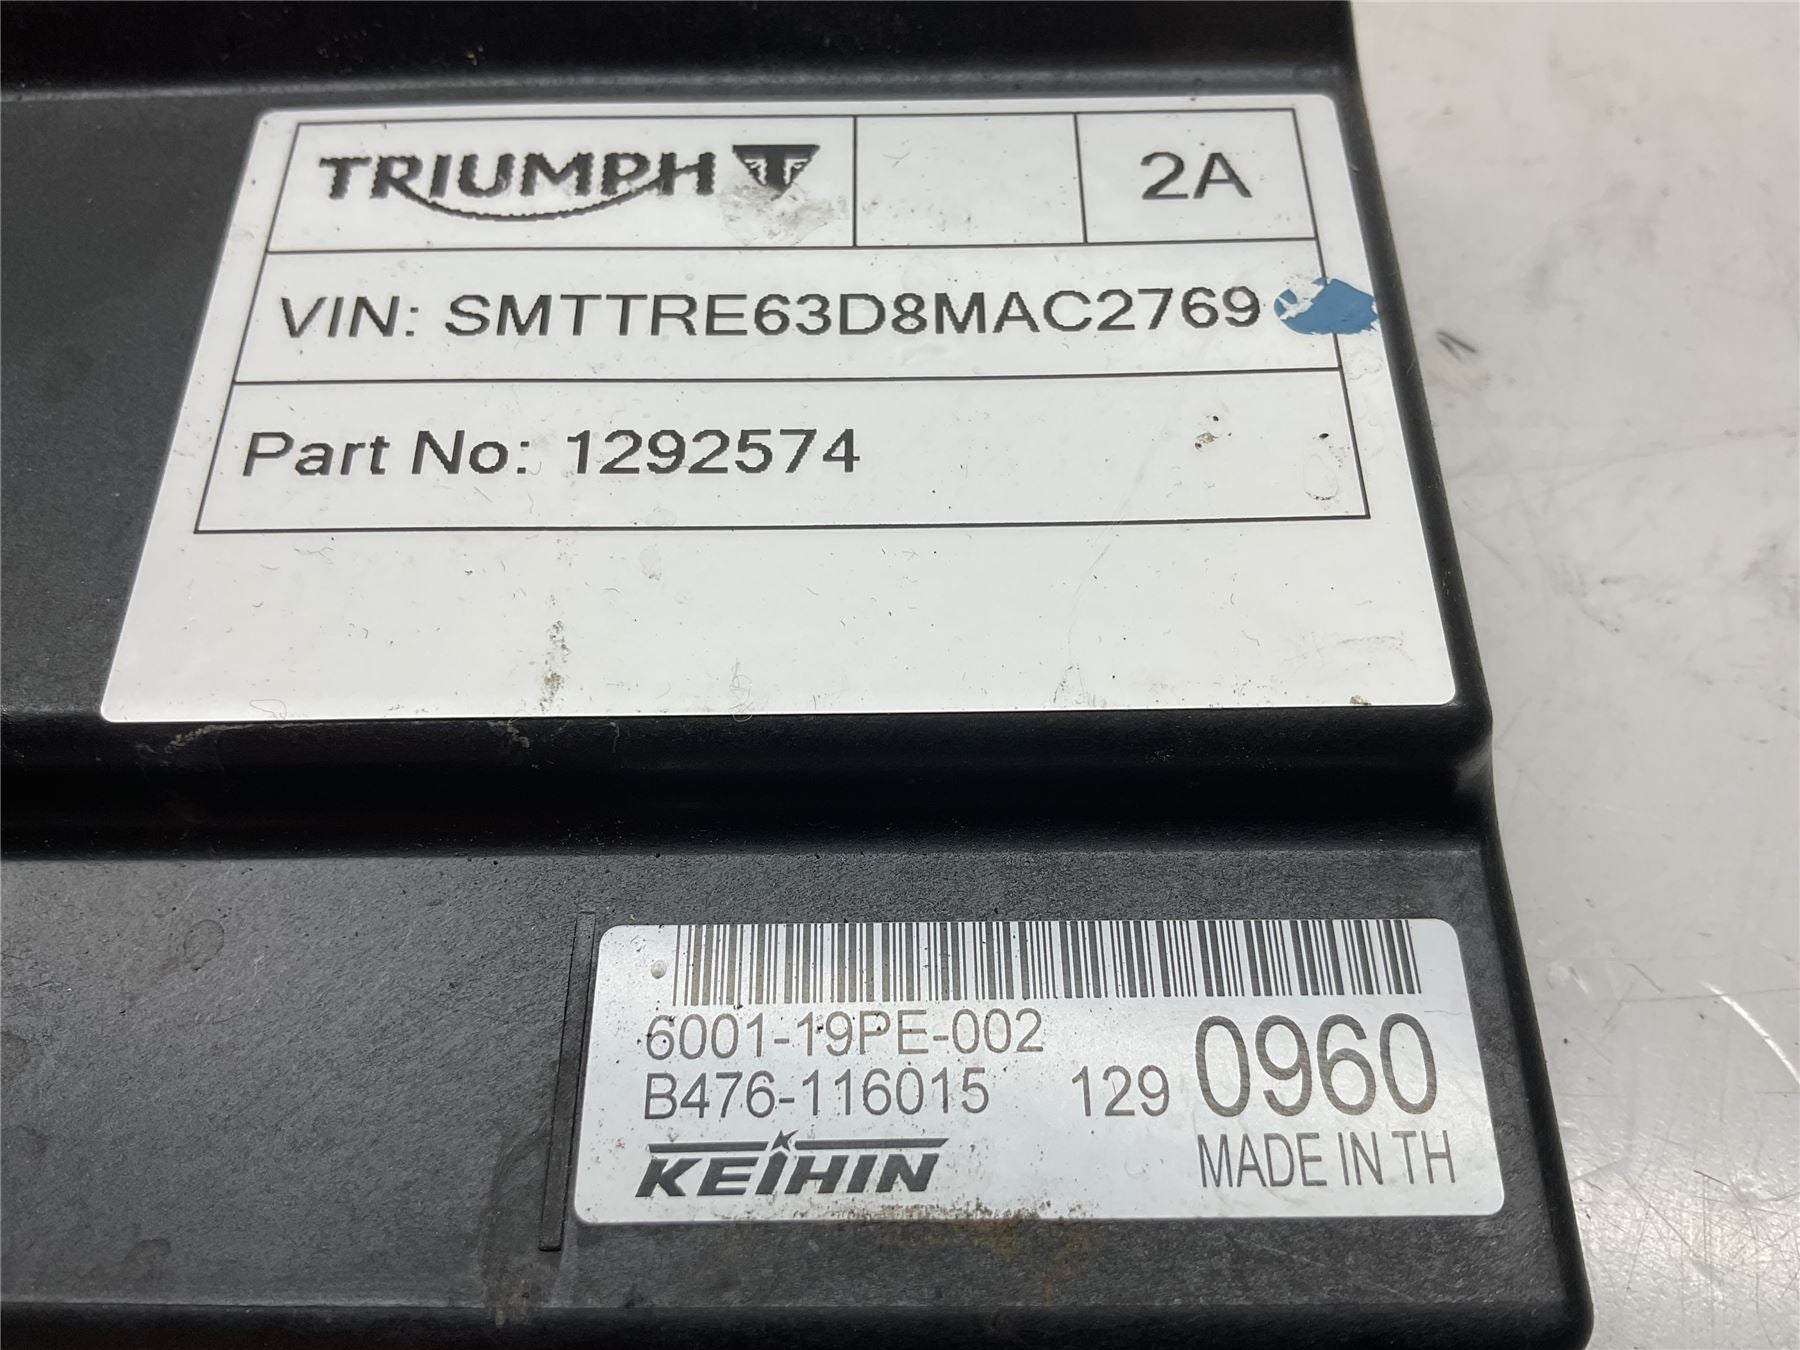 TRIUMPH 2A
VIN: SMTTRE63D8MAC2769
Part No: 1292574
6001-19PE-002
B476-116015 129 0960
KEIHIN MADE IN TH